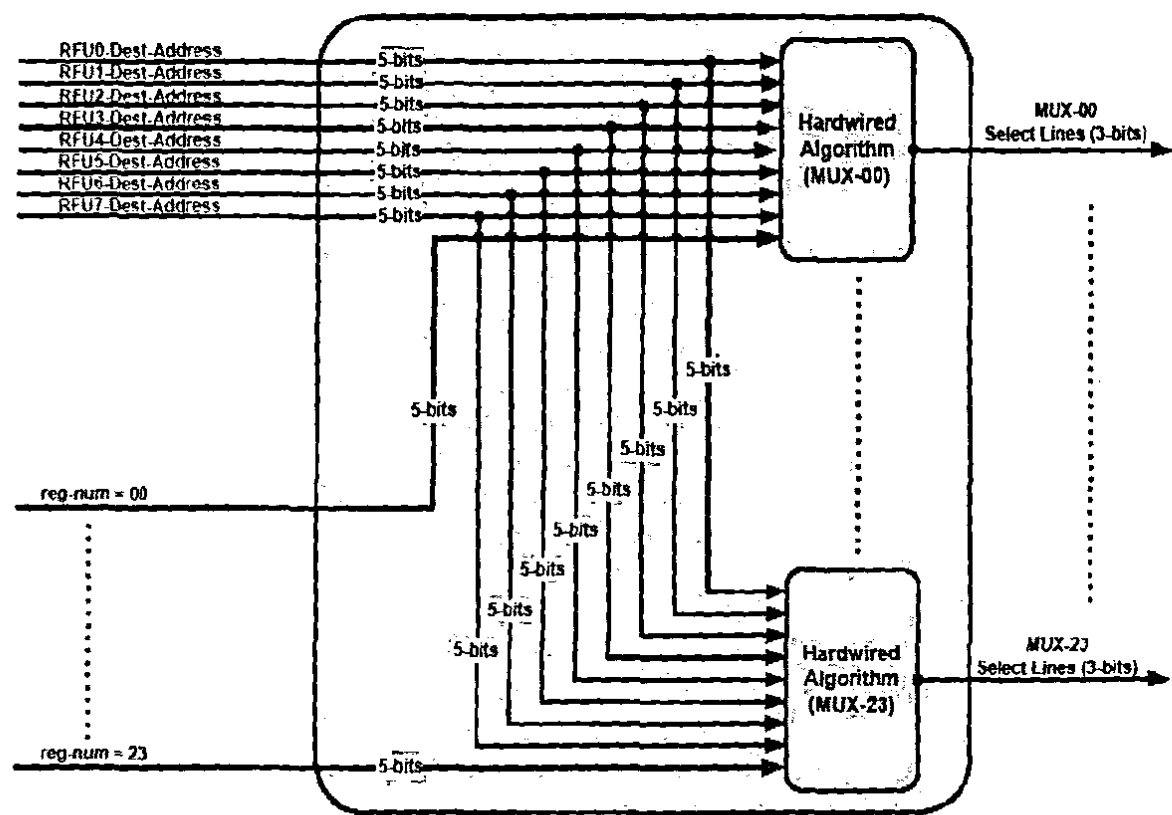 RFU0-Dest-Address
5-bits
RFU1-Dest-Address
5-bits
RFU2-Dest-Address
5-bits
RFU3-Dest-Address
5-bits
RFU4-Dest-Address
5-bits
RFU5-Dest-Address
5-bits
RFU6-Dest-Address
5-bits
RFU7-Dest-Address
5-bits
Hardwired
Algorithm
(MUX-00)
MUX-00
Select Lines (3-bits)
5-bits
5-bits
5-bits
5-bits
5-bits
5-bits
5-bits
5-bits
5-bits
reg-num = 00
Hardwired
Algorithm
(MUX-23)
MUX-23
Select Lines (3-bits)
reg-num = 23
5-bits